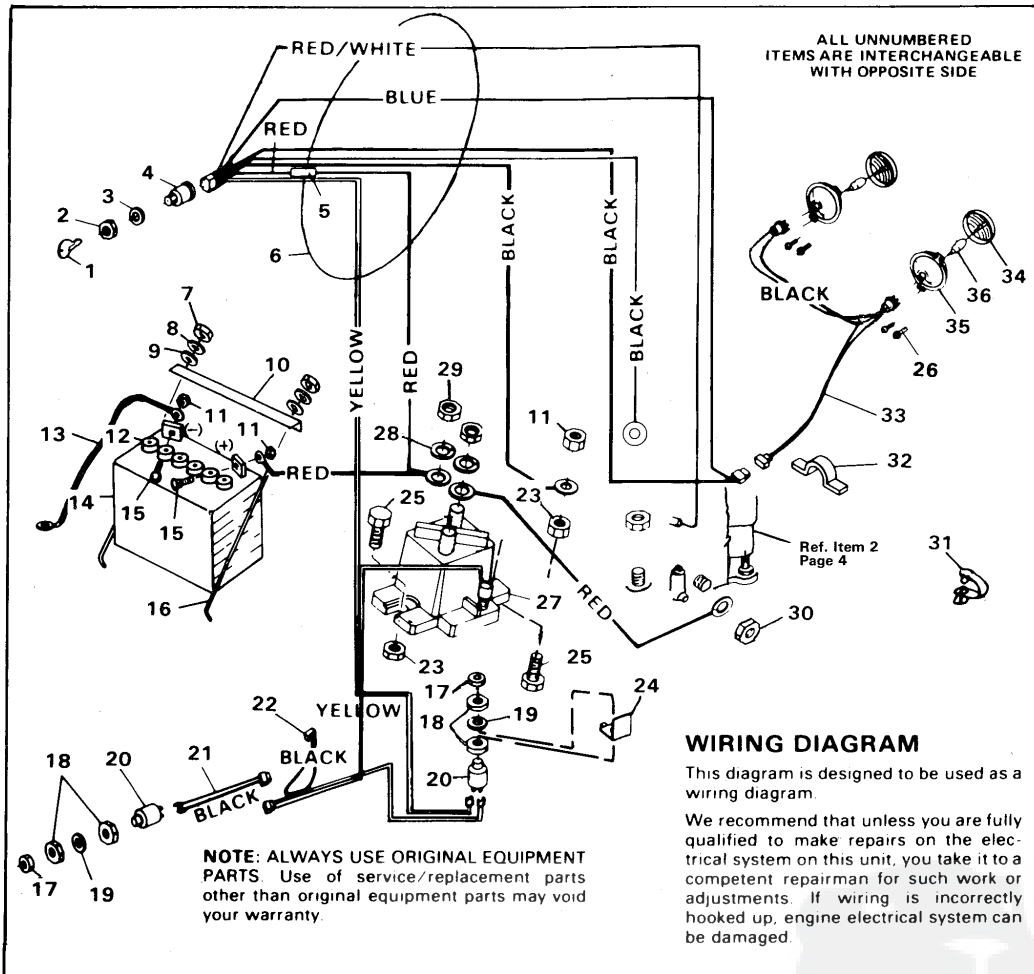 ALL UNNUMBERED
ITEMS ARE INTERCHANGEABLE
WITH OPPOSITE SIDE
RED/WHITE
BLUE
RED
4
3
2
1
5
6
BLACK
BLACK
BLACK
YELLOW
RED
BLACK
34
36
35
26
33
32
7
8
9
10
11
11
12
13
14
15
15
16
(-)
(+)
RED
29
28
11
25
23
27
RED
Ref. Item 2
Page 4
31
30
23
25
17
18
19
20
24
YELLOW
22
BLACK
21
BLACK
20
18
17
19
WIRING DIAGRAM
This diagram is designed to be used as a
wiring diagram.
We recommend that unless you are fully
qualified to make repairs on the elec-
trical system on this unit, you take it to a
competent repairman for such work or
adjustments. If wiring is incorrectly
hooked up, engine electrical system can
be damaged.
NOTE: ALWAYS USE ORIGINAL EQUIPMENT
PARTS. Use of service/replacement parts
other than original equipment parts may void
your warranty.